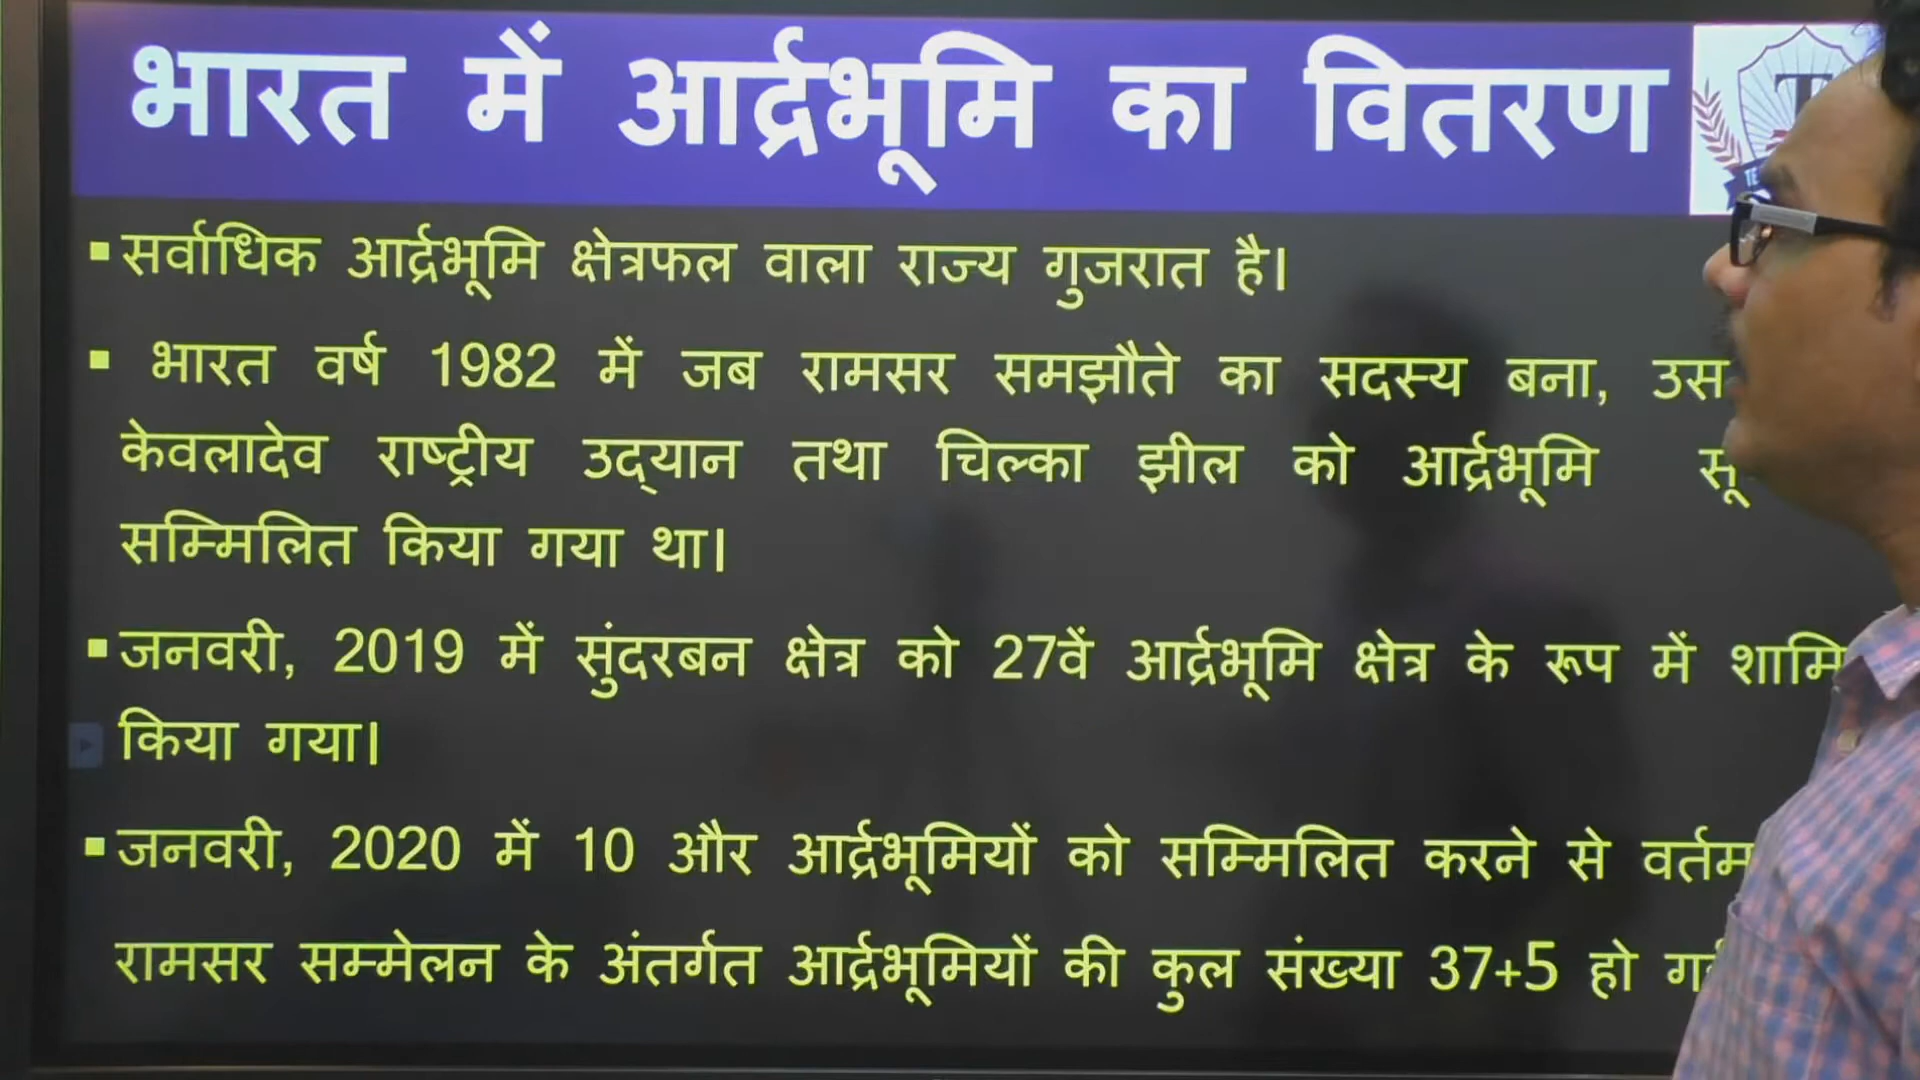 भारत में आर्द्रभूमि का वितरण
▪ सर्वाधिक आर्द्रभूमि क्षेत्रफल वाला राज्य गुजरात है।
▪ भारत वर्ष 1982 में जब रामसर समझौते का सदस्य बना,
केवलादेव राष्ट्रीय उद्यान तथा चिल्का झील को आर्द्रभूमि
सम्मिलित किया गया था।
▪ जनवरी, 2019 में सुंदरबन क्षेत्र को 27वें आर्द्रभूमि क्षेत्र के रूप में
किया गया।
▪ जनवरी, 2020 में 10 और आर्द्रभूमियों को सम्मिलित करने से
रामसर सम्मेलन के अंतर्गत आर्द्रभूमियों की कुल संख्या 37+5 हो